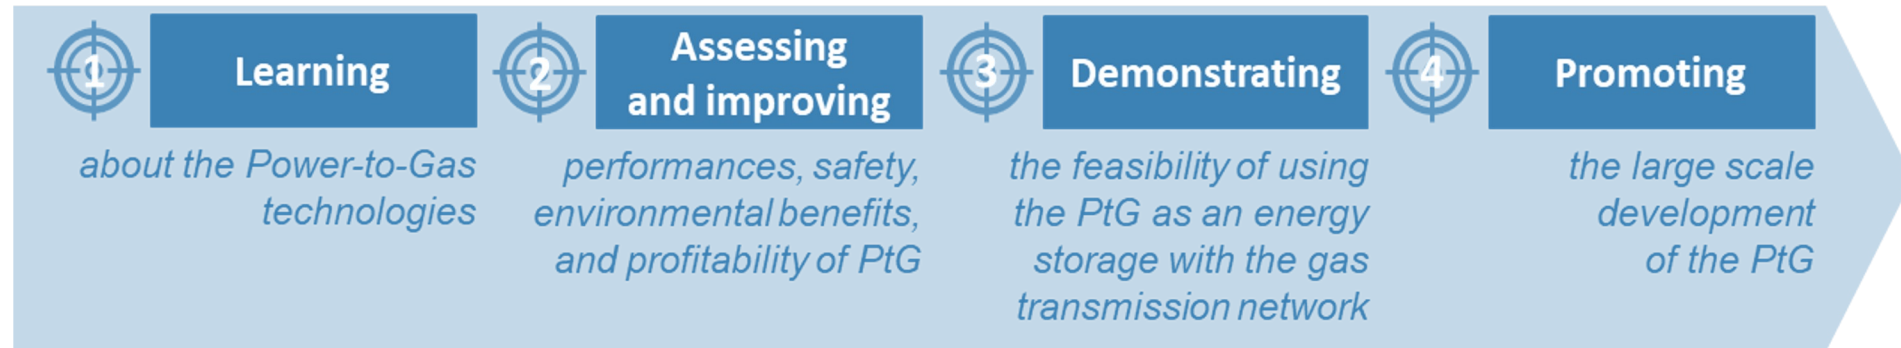 1
Learning
about the Power-to-Gas
technologies
2
Assessing
and improving
performances, safety,
environmental benefits,
and profitability of PtG
3
Demonstrating
the feasibility of using
the PtG as an energy
storage with the gas
transmission network
4
Promoting
the large scale
development
of the PtG